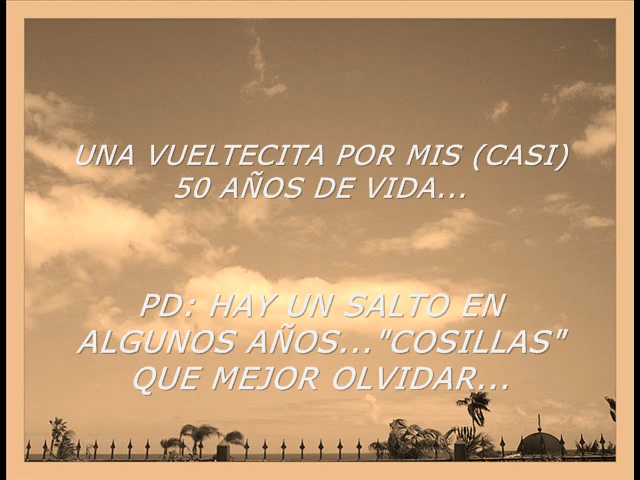 UNA VUELTECITA POR MIS (CASI)
50 AÑOS DE VIDA...
PD: HAY UN SALTO EN
ALGUNOS AÑOS..."COSILLAS"
QUE MEJOR OLVIDAR...